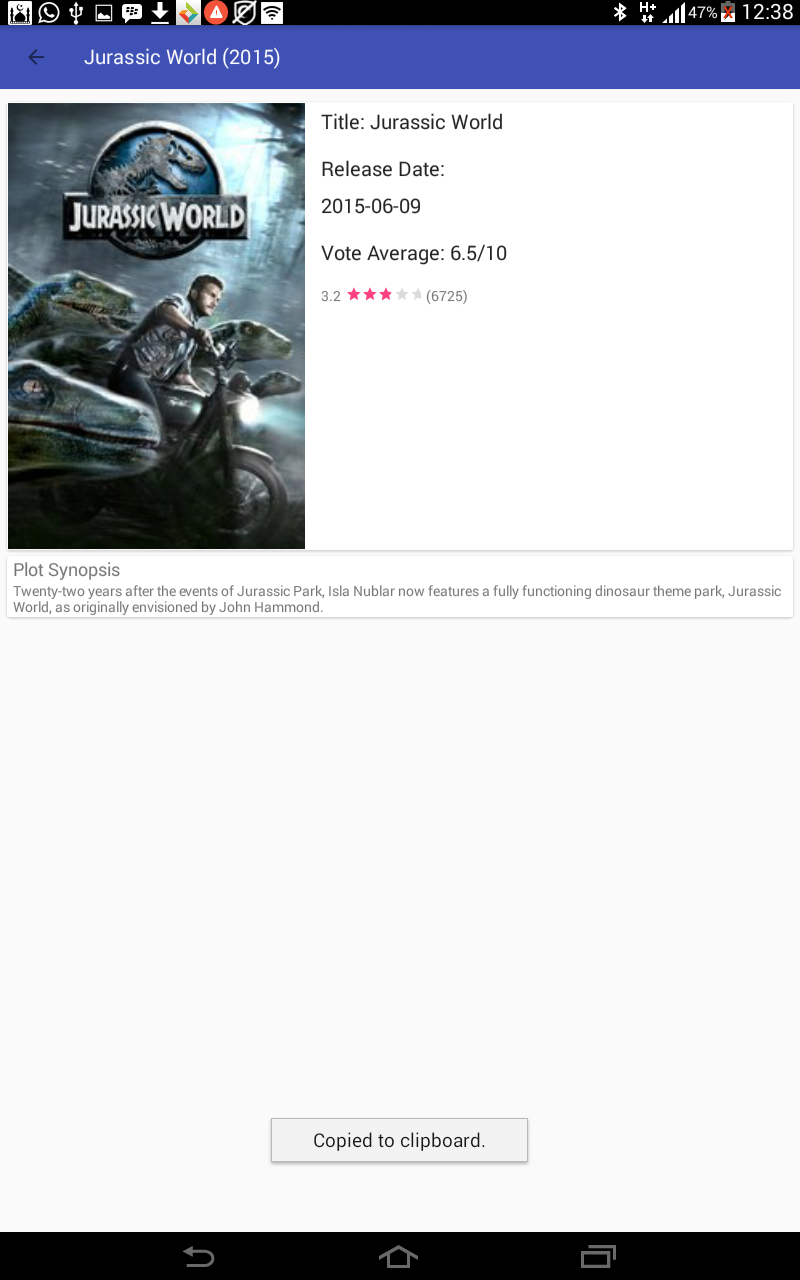 47% 12:38
Jurassic World (2015)
JURASSIC WORLD
Title: Jurassic World
Release Date:
2015-06-09
Vote Average: 6.5/10
3.2 (6725)
Plot Synopsis
Twenty-two years after the events of Jurassic Park, Isla Nublar now features a fully functioning dinosaur theme park, Jurassic
World, as originally envisioned by John Hammond.
Copied to clipboard.